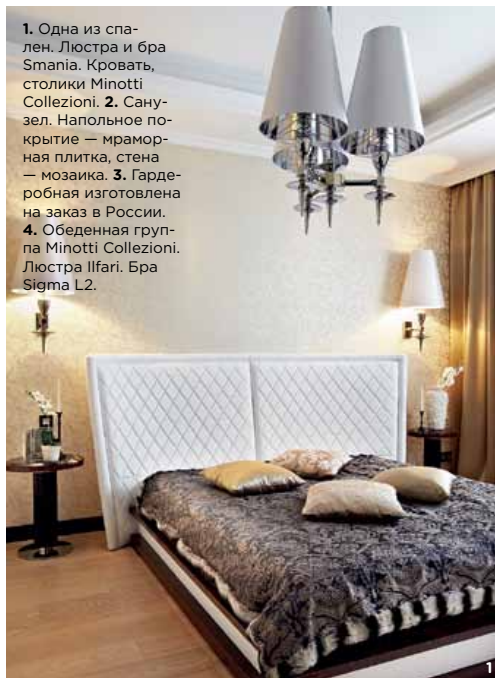 1. Одна из спа-
лен. Люстра и бра
Smania. Кровать,
столики Minotti
Collezioni. 2. Сану-
зел. Напольное по-
крытие — мрамор-
ная плитка, стена
— мозаика. 3. Гарде-
робная изготовлена
на заказ в России.
4. Обеденная груп-
па Minotti Collezioni.
Люстра Ilfari. Бра
Sigma L2.
1